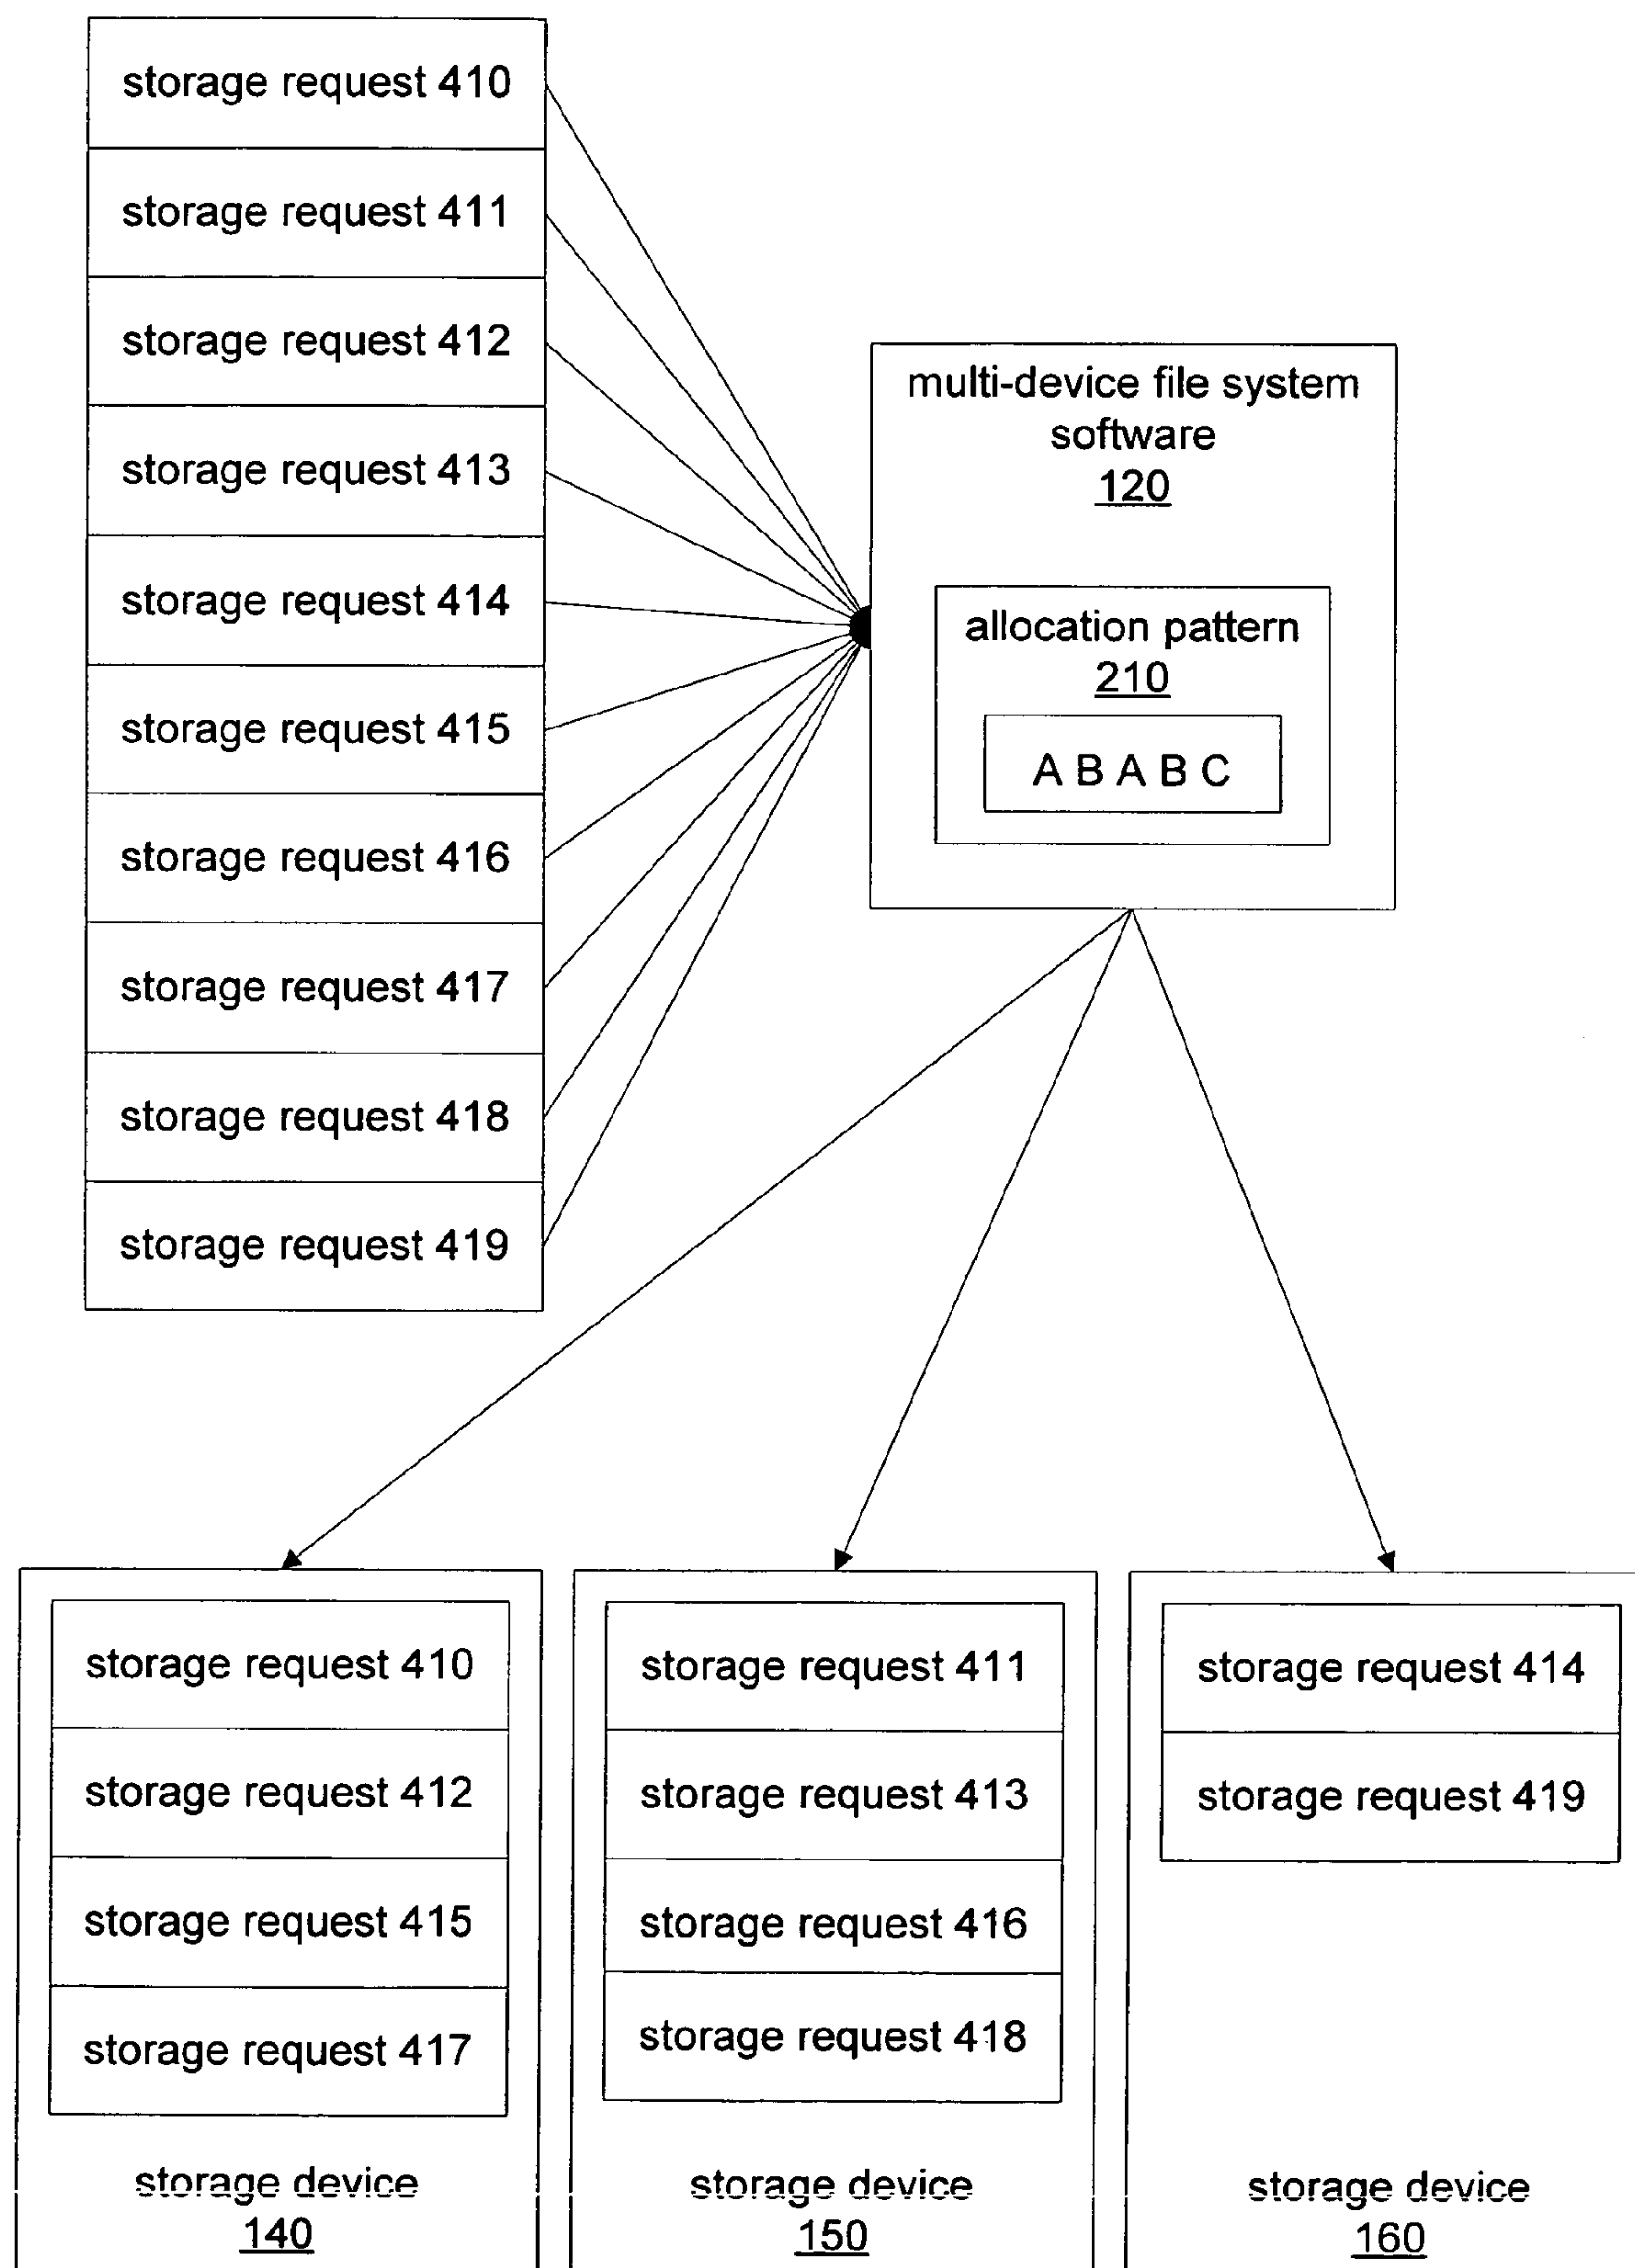 storage request 410
storage request 411
storage request 412
storage request 413
storage request 414
storage request 415
storage request 416
storage request 417
storage request 418
storage request 419
multi-device file system
software
120
allocation pattern
210
A B A B C
storage request 410
storage request 412
storage request 415
storage request 417
storage device
140
storage request 411
storage request 413
storage request 416
storage request 418
storage device
150
storage request 414
storage request 419
storage device
160